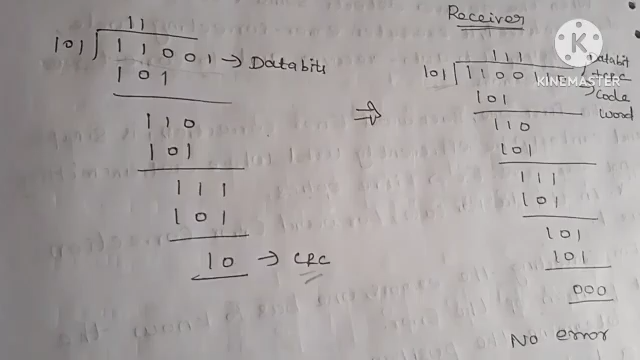 11
101 ) 11001 → Databits
101
110
101
111
101
10 → CRC
⇒
Receiver
111
101 ) 1100
101
110
101
111
101
101
101
000
No error
Databit
Code
word
KINEMASTER